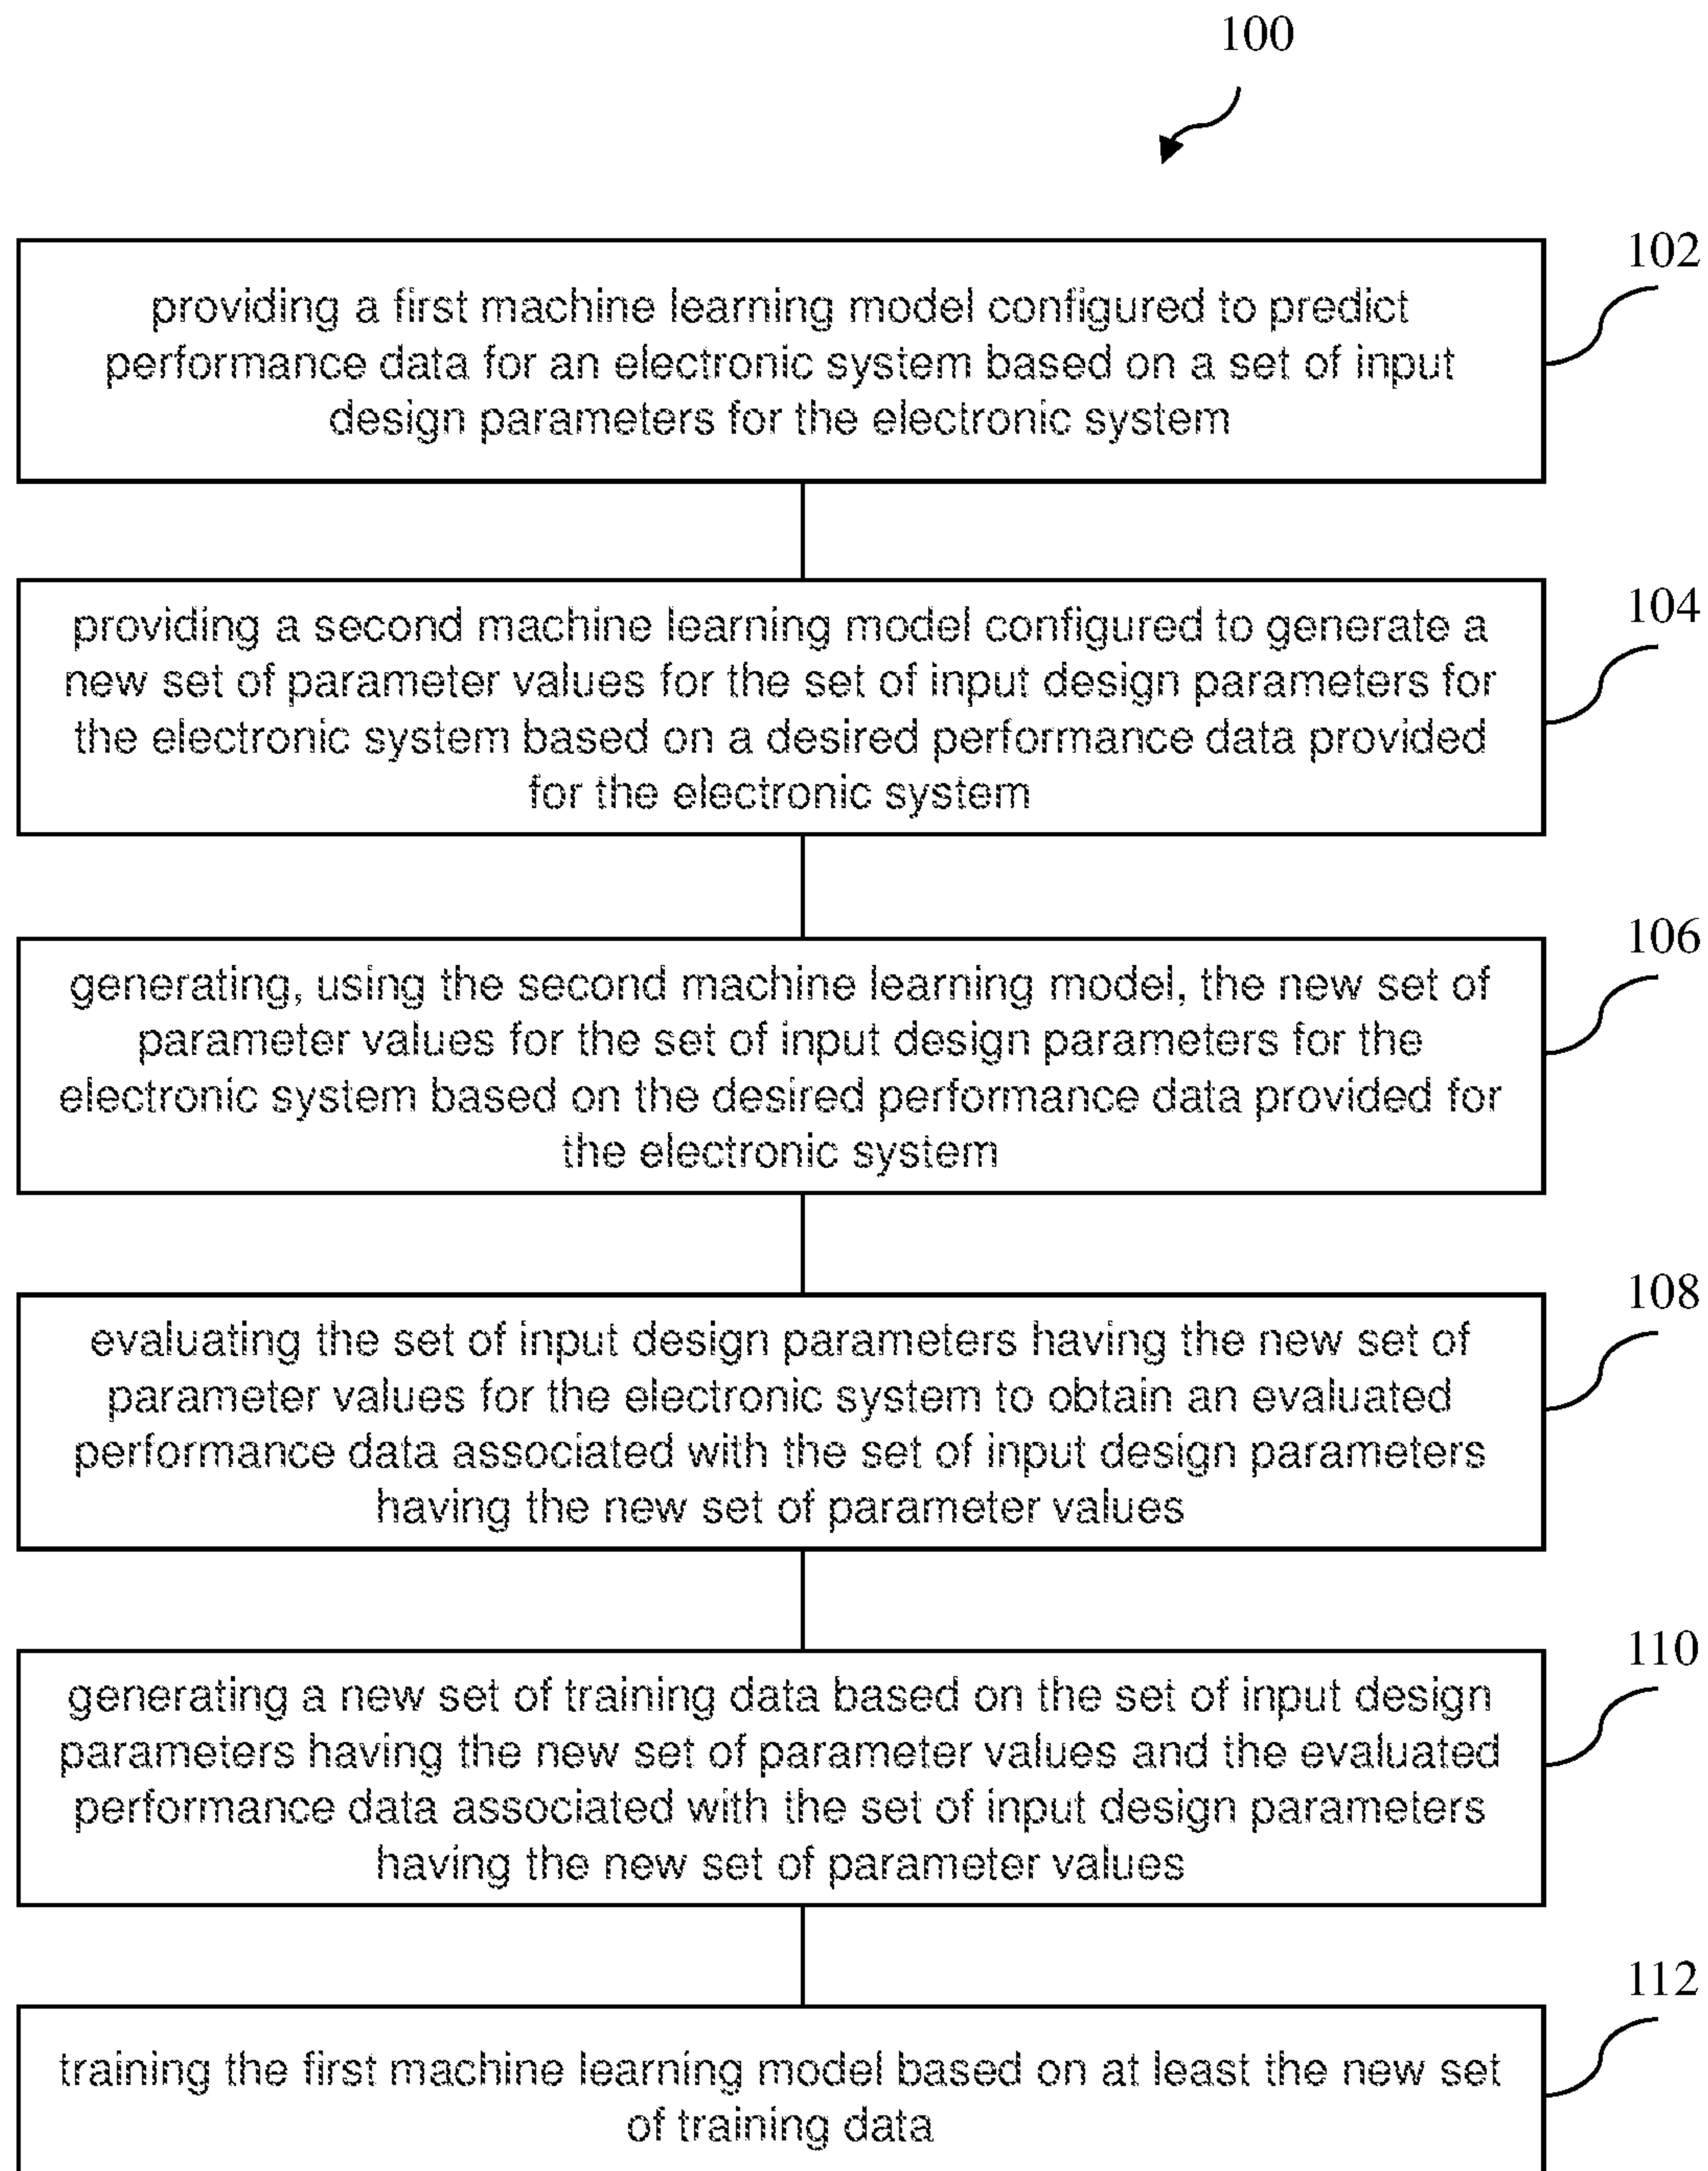 100
102
providing a first machine learning model configured to predict
performance data for an electronic system based on a set of input
design parameters for the electronic system
104
providing a second machine learning model configured to generate a
new set of parameter values for the set of input design parameters for
the electronic system based on a desired performance data provided
for the electronic system
106
generating, using the second machine learning model, the new set of
parameter values for the set of input design parameters for the
electronic system based on the desired performance data provided for
the electronic system
108
evaluating the set of input design parameters having the new set of
parameter values for the electronic system to obtain an evaluated
performance data associated with the set of input design parameters
having the new set of parameter values
110
generating a new set of training data based on the set of input design
parameters having the new set of parameter values and the evaluated
performance data associated with the set of input design parameters
having the new set of parameter values
112
training the first machine learning model based on at least the new set
of training data